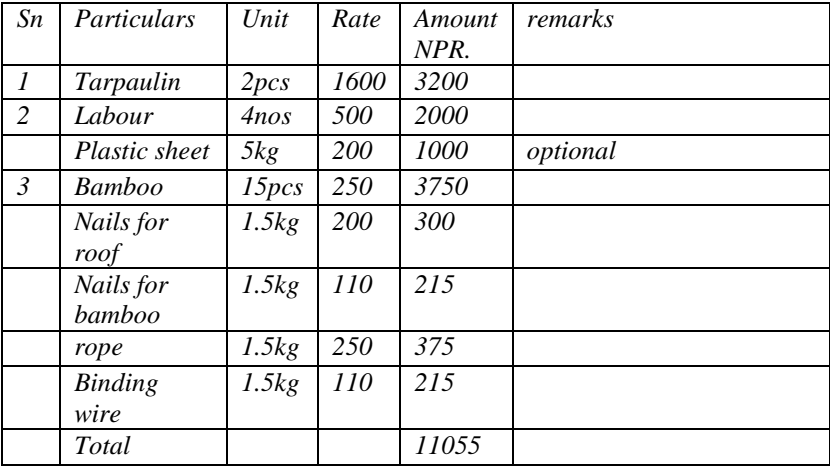 Sn Particulars Unit Rate Amount remarks
NPR.
1 Tarpaulin 2pcs 1600 3200
2 Labour 4nos 500 2000
Plastic sheet 5kg 200 1000 optional
3 Bamboo 15pcs 250 3750
Nails for 1.5kg 200 300
roof
Nails for 1.5kg 110 215
bamboo
rope 1.5kg 250 375
Binding 1.5kg 110 215
wire
Total 11055